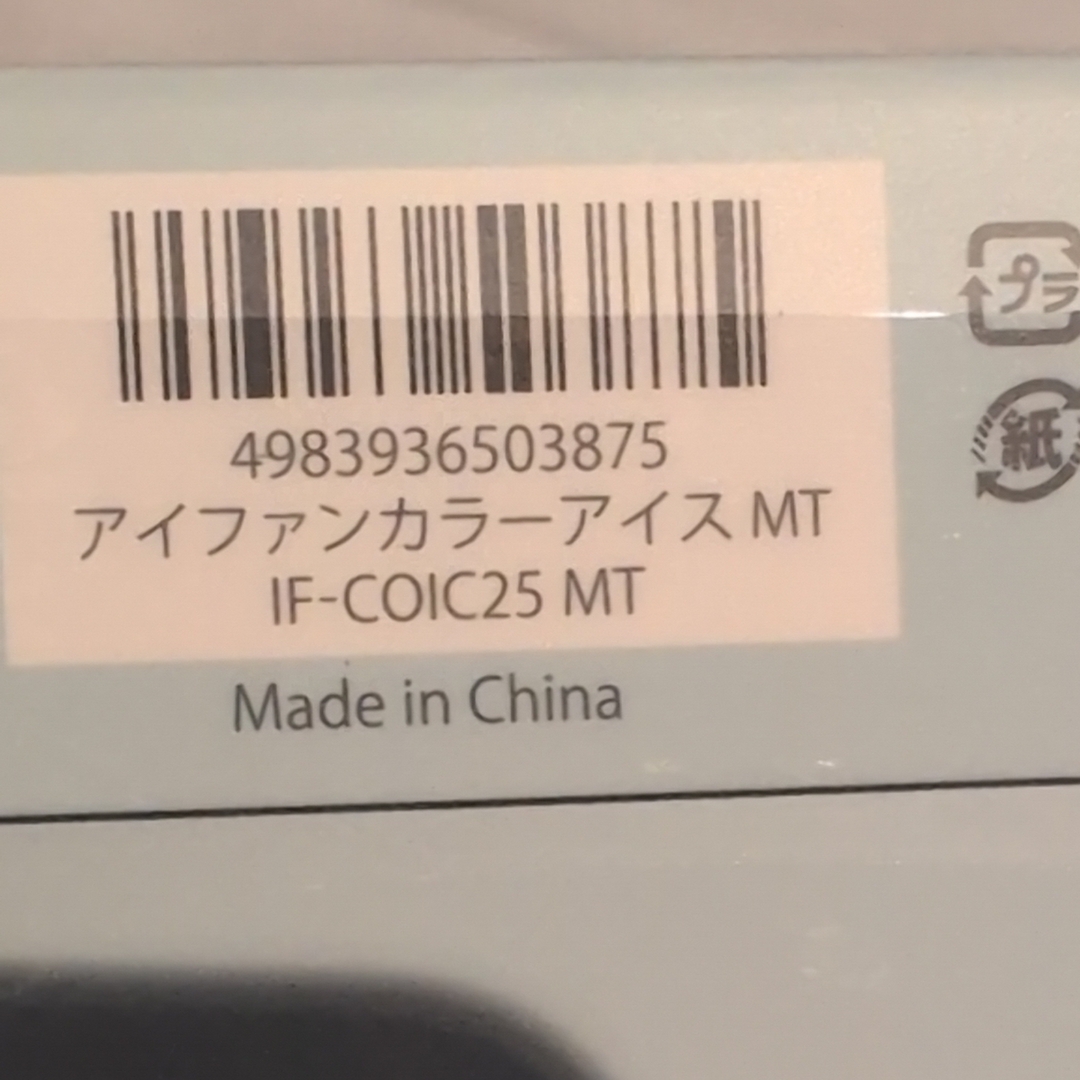 4983936503875
アイファンカラーアイス MT
IF-COIC25 MT
Made in China
プラ
紙